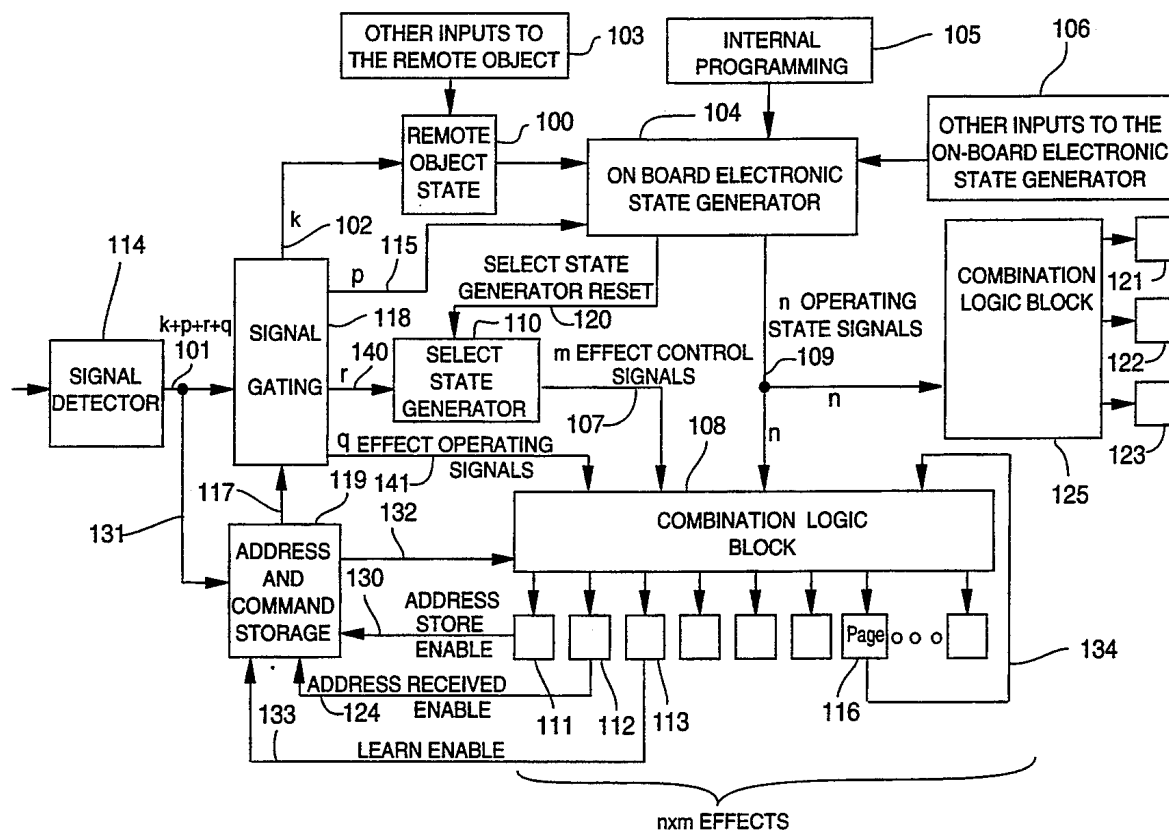 OTHER INPUTS TO
THE REMOTE OBJECT
103
INTERNAL
PROGRAMMING
105
106
REMOTE
OBJECT
STATE
100
104
ON BOARD ELECTRONIC
STATE GENERATOR
OTHER INPUTS TO THE
ON-BOARD ELECTRONIC
STATE GENERATOR
k
102
p
115
114
k+p+r+q
101
SIGNAL
DETECTOR
SIGNAL
GATING
118
SELECT STATE
GENERATOR RESET
120
110
r
140
SELECT
STATE
GENERATOR
m EFFECT CONTROL
SIGNALS
107
n OPERATING
STATE SIGNALS
109
n
n
COMBINATION
LOGIC BLOCK
121
122
123
125
q EFFECT OPERATING
SIGNALS
141
108
117
119
131
132
ADDRESS
AND
COMMAND
STORAGE
COMBINATION LOGIC
BLOCK
130
ADDRESS
STORE
ENABLE
Page
134
ADDRESS RECEIVED
ENABLE
124
111
112
113
116
133
LEARN ENABLE
nxm EFFECTS